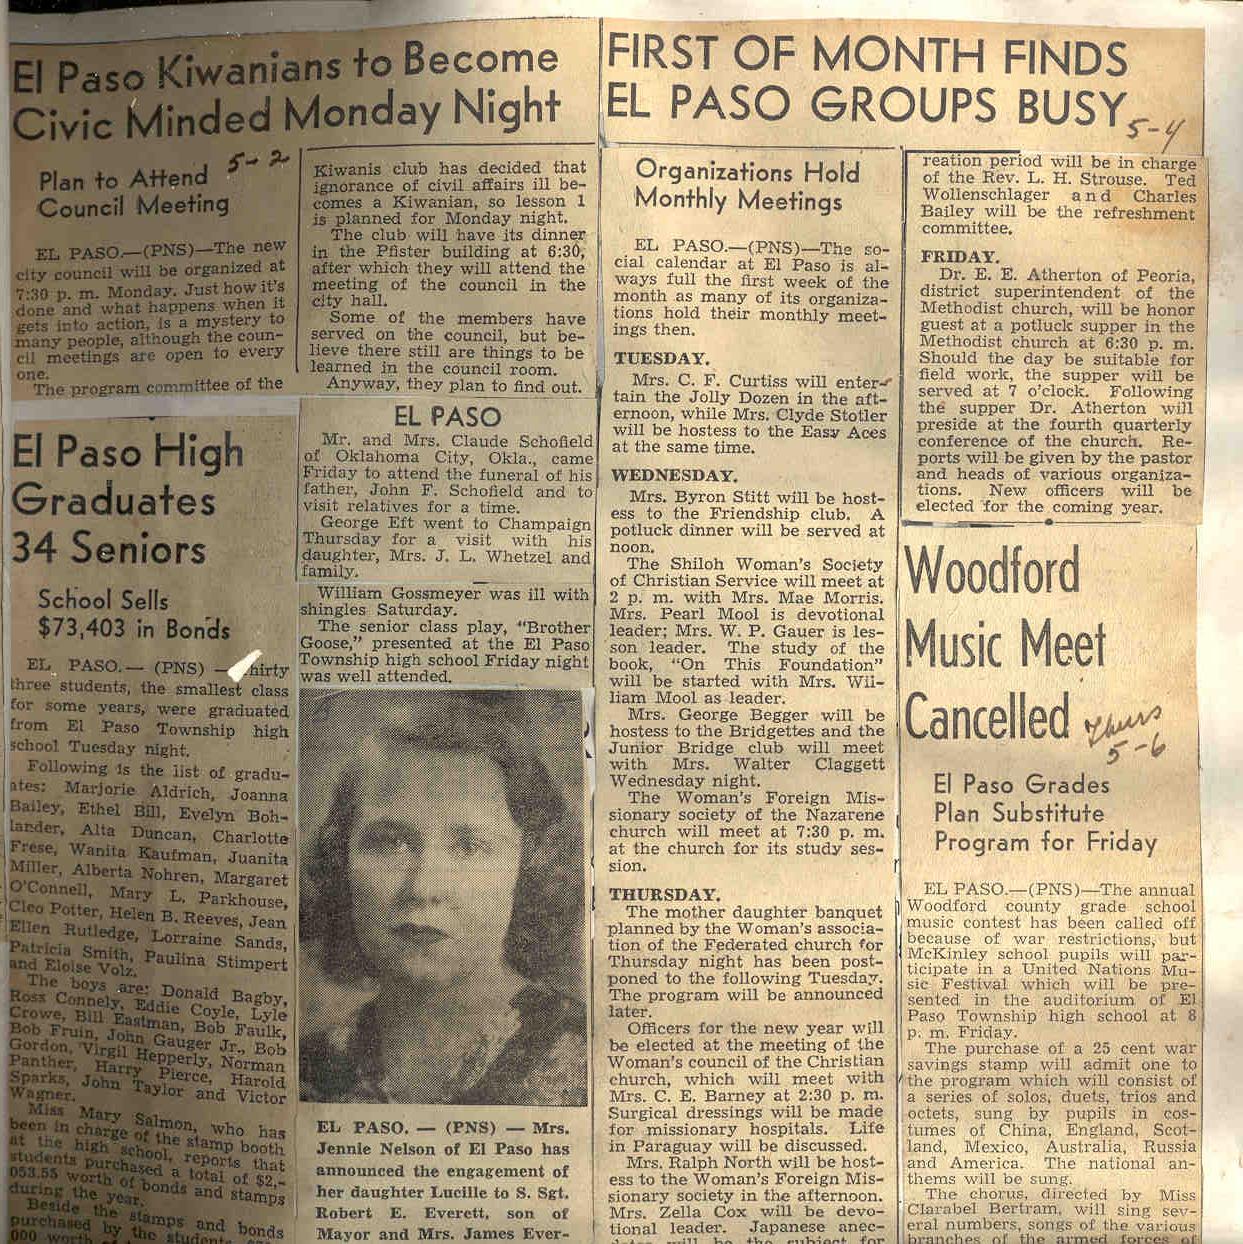 El Paso Kiwanians to Become
Civic Minded Monday Night
5-2
Plan to Attend
Council Meeting
EL PASO.—(PNS)—The new
city council will be organized at
7:30 p. m. Monday. Just how it's
done and what happens when it
gets into action, is a mystery to
many people, although the coun-
cil meetings are open to every
one.
The program committee of the
Kiwanis club has decided that
ignorance of civil affairs ill be-
comes a Kiwanian, so lesson 1
is planned for Monday night.
The club will have its dinner
in the Pfister building at 6:30,
after which they will attend the
meeting of the council in the
city hall.
Some of the members have
served on the council, but be-
lieve there still are things to be
learned in the council room.
Anyway, they plan to find out.
El Paso High
Graduates
34 Seniors
School Sells
$73,403 in Bonds
EL PASO.— (PNS) — hirty
three students, the smallest class
for some years, were graduated
from El Paso Township high
school Tuesday night.
Following is the list of gradu-
ates: Marjorie Aldrich, Joanna
Bailey, Ethel Bill, Evelyn Boh-
lander, Alta Duncan, Charlotte
Frese, Wanita Kaufman, Juanita
Miller, Alberta Nohren, Margaret
O'Connell, Mary L. Parkhouse,
Cleo Potter, Helen B. Reeves, Jean
Ellen Rutledge, Lorraine Sands,
Patricia Smith, Paulina Stimpert
and Eloise Volz.
The boys are: Donald Bagby,
Ross Connely, Eddie Coyle, Lyle
Crowe, Bill Eastman, Bob Faulk,
Bob Fruin, John Gauger Jr., Bob
Gordon, Virgil Hepperly, Norman
Panther, Harry Pierce, Harold
Sparks, John Taylor and Victor
Wagner.
Miss Mary Salmon, who has
been in charge of the stamp booth
at the high school, reports that
students purchased a total of $2,-
053.55 worth of bonds and stamps
during the year.
Beside the stamps and bonds
purchased by the students
000 worth
EL PASO
Mr. and Mrs. Claude Schofield
of Oklahoma City, Okla., came
Friday to attend the funeral of his
father, John F. Schofield and to
visit relatives for a time.
George Eft went to Champaign
Thursday for a visit with his
daughter, Mrs. J. L. Whetzel and
family.
William Gossmeyer was ill with
shingles Saturday.
The senior class play, "Brother
Goose," presented at the El Paso
Township high school Friday night
was well attended.
EL PASO. — (PNS) — Mrs.
Jennie Nelson of El Paso has
announced the engagement of
her daughter Lucille to S. Sgt.
Robert E. Everett, son of
Mayor and Mrs. James Ever-
FIRST OF MONTH FINDS
EL PASO GROUPS BUSY
5-4
Organizations Hold
Monthly Meetings
EL PASO.—(PNS)—The so-
cial calendar at El Paso is al-
ways full the first week of the
month as many of its organiza-
tions hold their monthly meet-
ings then.
TUESDAY.
Mrs. C. F. Curtiss will enter-
tain the Jolly Dozen in the aft-
ernoon, while Mrs. Clyde Stotler
will be hostess to the Easy Aces
at the same time.
WEDNESDAY.
Mrs. Byron Stitt will be host-
ess to the Friendship club. A
potluck dinner will be served at
noon.
The Shiloh Woman's Society
of Christian Service will meet at
2 p. m. with Mrs. Mae Morris.
Mrs. Pearl Mool is devotional
leader; Mrs. W. P. Gauer is les-
son leader. The study of the
book, "On This Foundation"
will be started with Mrs. Wil-
liam Mool as leader.
Mrs. George Begger will be
hostess to the Bridgettes and the
Junior Bridge club will meet
with Mrs. Walter Claggett
Wednesday night.
The Woman's Foreign Mis-
sionary society of the Nazarene
church will meet at 7:30 p. m.
at the church for its study ses-
sion.
THURSDAY.
The mother daughter banquet
planned by the Woman's associa-
tion of the Federated church for
Thursday night has been post-
poned to the following Tuesday.
The program will be announced
later.
Officers for the new year will
be elected at the meeting of the
Woman's council of the Christian
church, which will meet with
Mrs. C. E. Barney at 2:30 p. m.
Surgical dressings will be made
for missionary hospitals. Life
in Paraguay will be discussed.
Mrs. Ralph North will be host-
ess to the Woman's Foreign Mis-
sionary society in the afternoon.
Mrs. Zella Cox will be devo-
tional leader. Japanese anec-
dotes will be the subject for
reation period will be in charge
of the Rev. L. H. Strouse. Ted
Wollenschlager and Charles
Bailey will be the refreshment
committee.
FRIDAY.
Dr. E. E. Atherton of Peoria,
district superintendent of the
Methodist church, will be honor
guest at a potluck supper in the
Methodist church at 6:30 p. m.
Should the day be suitable for
field work, the supper will be
served at 7 o'clock. Following
the supper Dr. Atherton will
preside at the fourth quarterly
conference of the church. Re-
ports will be given by the pastor
and heads of various organiza-
tions. New officers will be
elected for the coming year.
Woodford
Music Meet
Cancelled
Thurs
5-6
El Paso Grades
Plan Substitute
Program for Friday
EL PASO.—(PNS)—The annual
Woodford county grade school
music contest has been called off
because of war restrictions, but
McKinley school pupils will par-
ticipate in a United Nations Mu-
sic Festival which will be pre-
sented in the auditorium of El
Paso Township high school at 8
p. m. Friday.
The purchase of a 25 cent war
savings stamp will admit one to
the program which will consist of
a series of solos, duets, trios and
octets, sung by pupils in cos-
tumes of China, England, Scot-
land, Mexico, Australia, Russia
and America. The national an-
thems will be sung.
The chorus, directed by Miss
Clarabel Bertram, will sing sev-
eral numbers, songs of the various
branches of the armed forces of